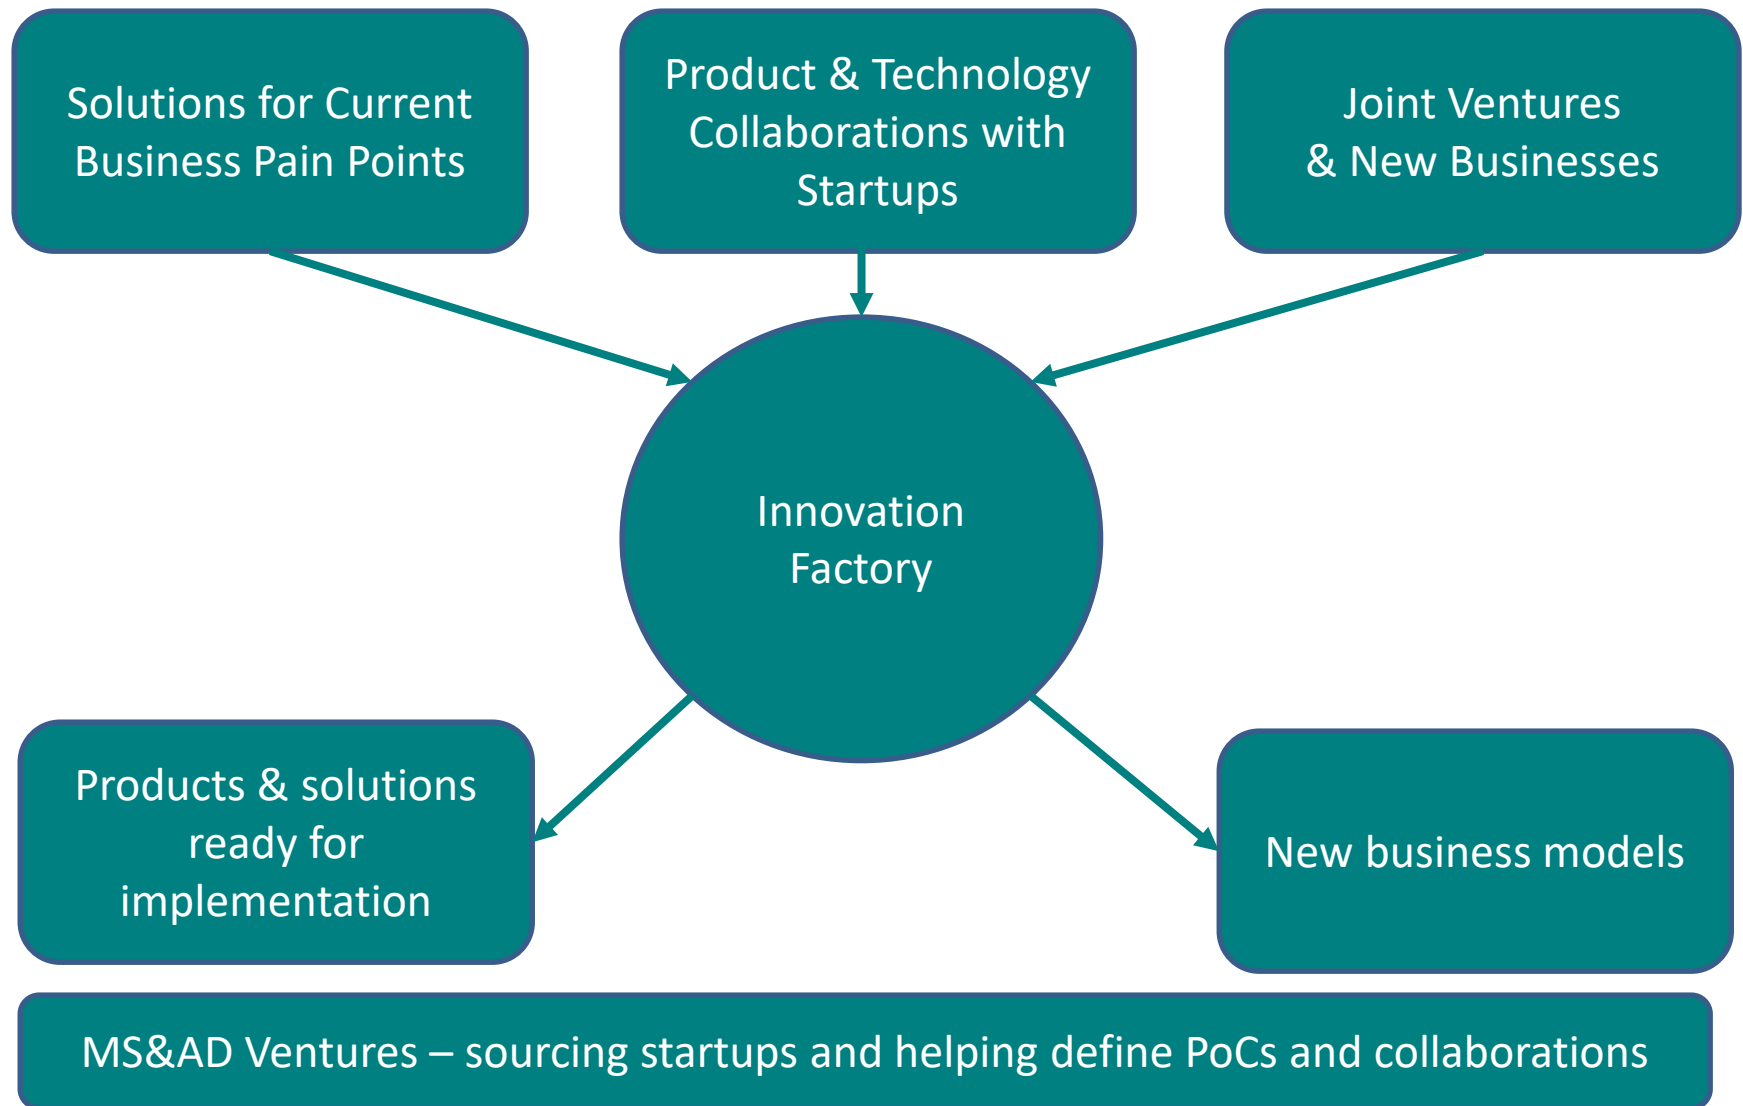 Solutions for Current
Business Pain Points
Product & Technology
Collaborations with
Startups
Joint Ventures
& New Businesses
Innovation
Factory
Products & solutions
ready for
implementation
New business models
MS&AD Ventures – sourcing startups and helping define PoCs and collaborations